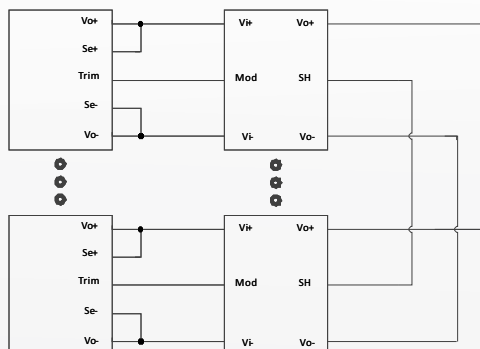 Vo+ Vi+ Vo+
Se+
Trim Mod SH
Se-
Vo- Vi- Vo-
Vo+ Vi+ Vo+
Se+
Trim Mod SH
Se-
Vo- Vi- Vo-